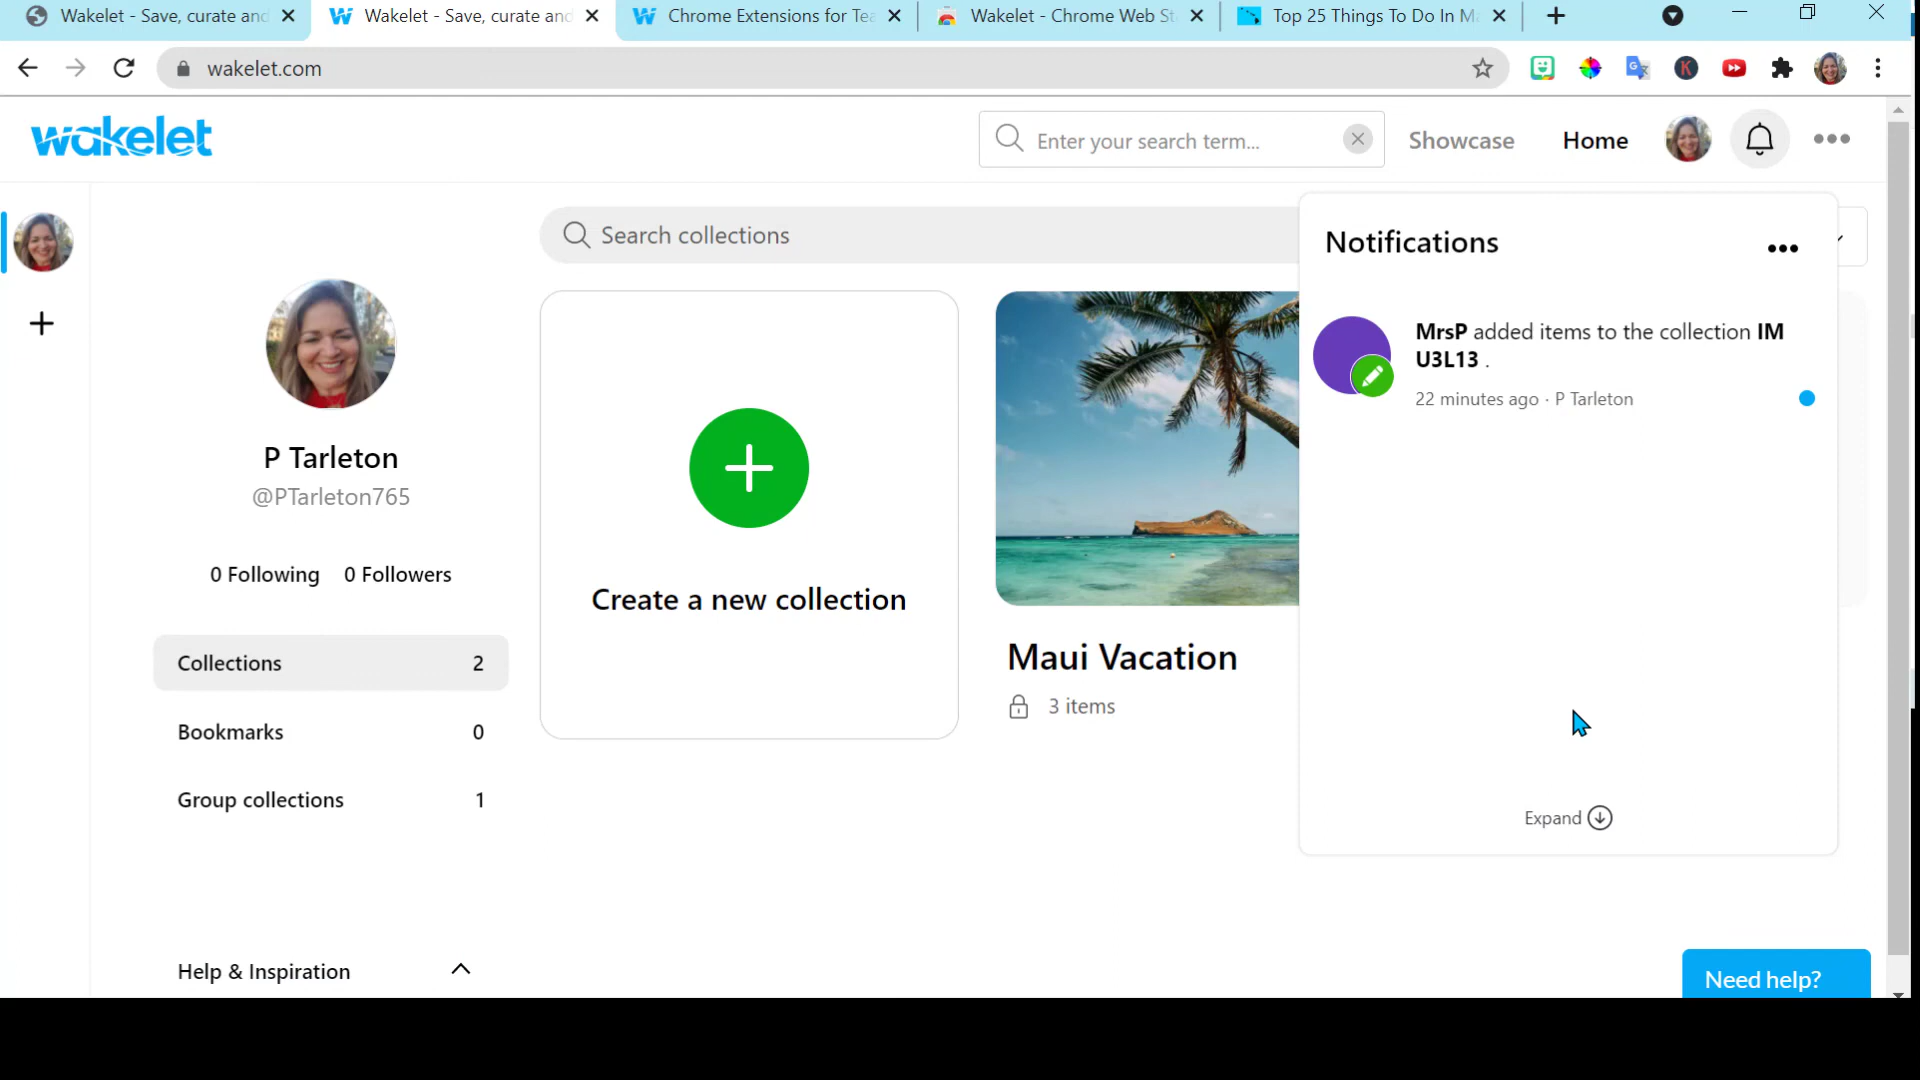 Wakelet - Save, curate and
Wakelet - Save, curate and
Chrome Extensions for Tea
Wakelet - Chrome Web St
Top 25 Things To Do In M
wakelet.com
wakelet
Enter your search term...
Showcase
Home
Search collections
Notifications
MrsP added items to the collection IM
U3L13 .
22 minutes ago · P Tarleton
Expand
P Tarleton
@PTarleton765
0 Following 0 Followers
Collections 2
Bookmarks 0
Group collections 1
Help & Inspiration
Create a new collection
Maui Vacation
3 items
Need help?